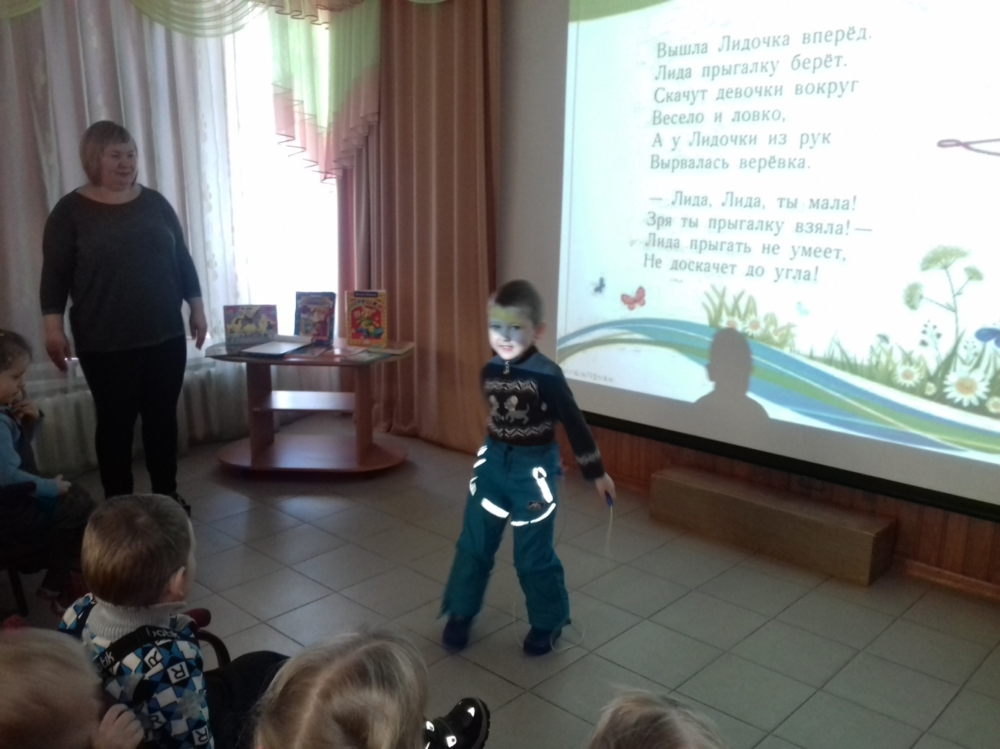 Вышла Лидочка вперёд.
Лида прыгалку берёт.
Скачут девочки вокруг
Весело и ловко,
А у Лидочки из рук
Вырвалась верёвка.
— Лида, Лида, ты мала!
Зря ты прыгалку взяла! —
Лида прыгать не умеет,
Не доскачет до угла!
R
R
R